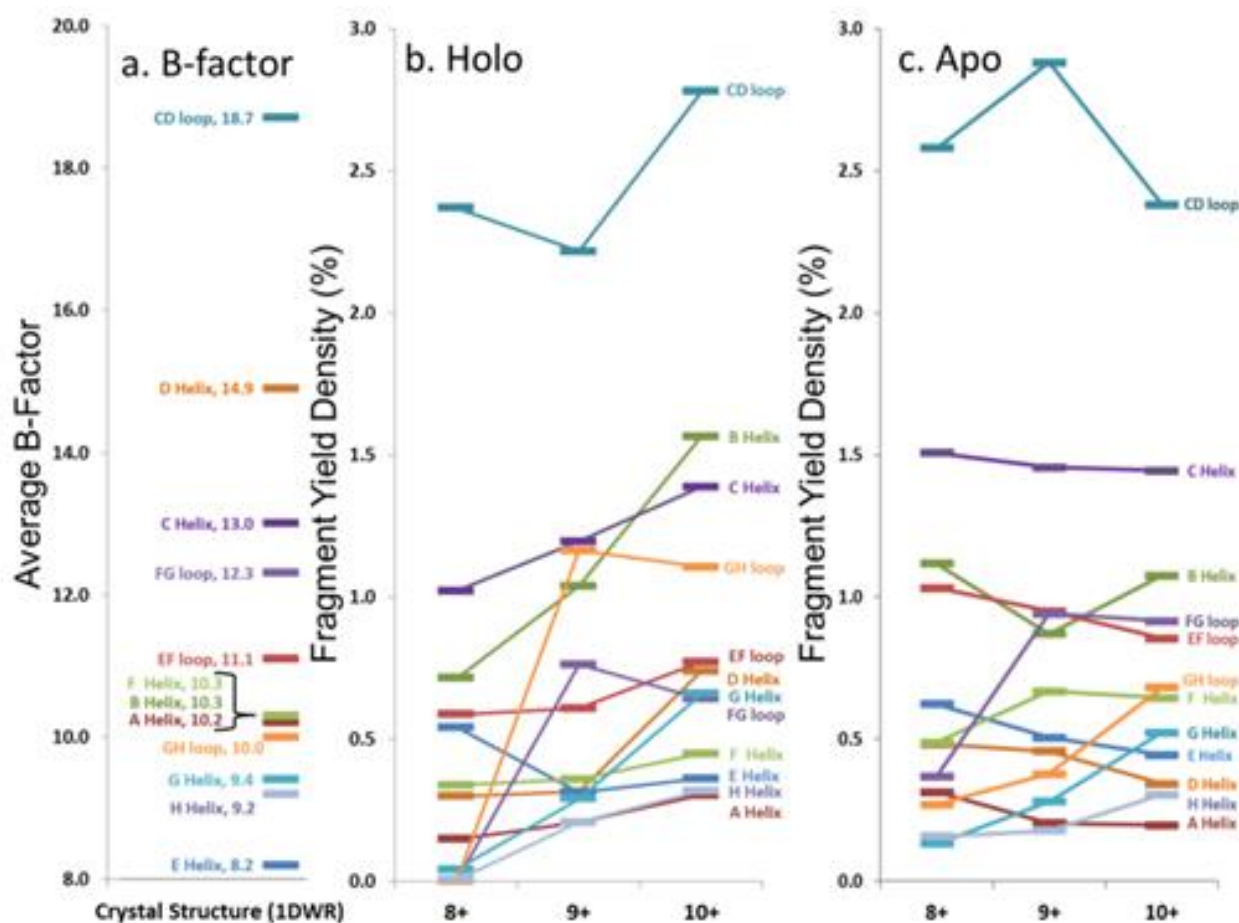 a. B-factor
Average B-Factor
20.0
18.0
16.0
14.0
12.0
10.0
8.0
CD loop, 18.7
D Helix, 14.9
C Helix, 13.0
FG loop, 12.3
EF loop, 11.1
F Helix, 10.3
B Helix, 10.3
A Helix, 10.2
GH loop, 10.0
G Helix, 9.4
H Helix, 9.2
E Helix, 8.2
Crystal Structure (1DWR)
b. Holo
Fragment Yield Density (%)
3.0
2.5
2.0
1.5
1.0
0.5
0.0
CD loop
B Helix
C Helix
GH loop
EF loop
D Helix
G Helix
FG loop
F Helix
E Helix
H Helix
A Helix
8+ 9+ 10+
c. Apo
Fragment Yield Density (%)
3.0
2.5
2.0
1.5
1.0
0.5
0.0
CD loop
C Helix
B Helix
FG loop
EF loop
GH loop
F Helix
G Helix
E Helix
D Helix
H Helix
A Helix
8+ 9+ 10+